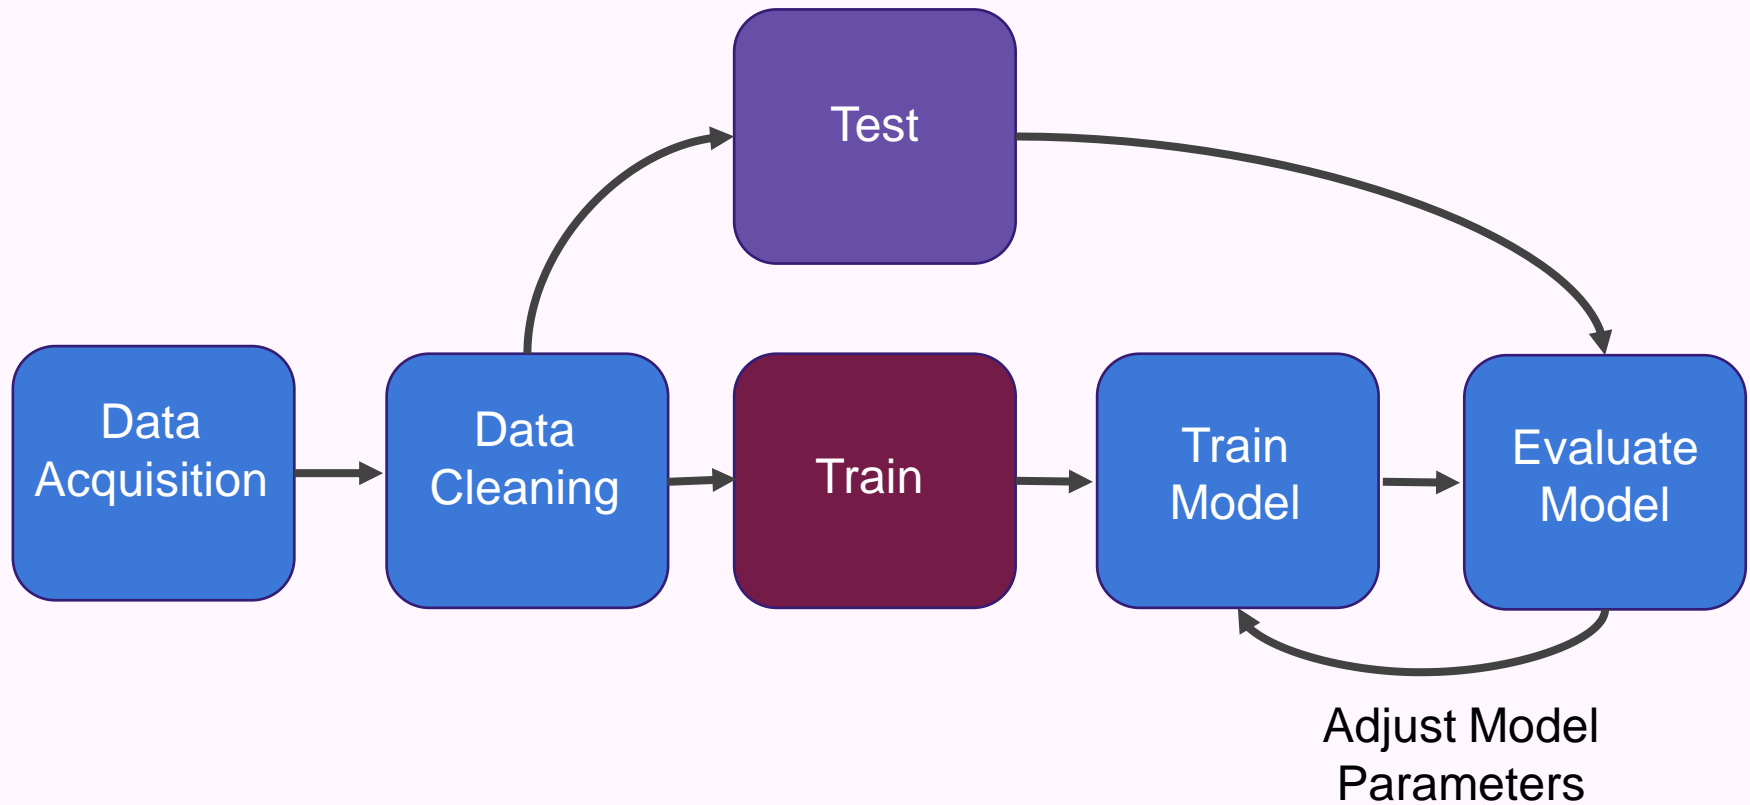 Test
Data
Acquisition
Data
Cleaning
Train
Train
Model
Evaluate
Model
Adjust Model
Parameters